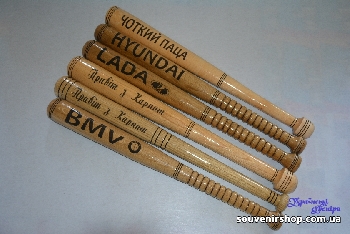 ЧОТКИЙ ПАЦА
HYUNDAI
LADA
Привіт з Карпат
Привіт з Карпат
BMV
souvenirshop.com.ua